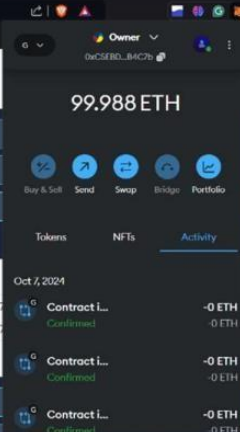 G
Owner
0xC5EBD...B4C7b
99.988 ETH
Buy & Sell Send Swap Bridge Portfolio
Tokens NFTs Activity
Oct 7, 2024
G
Contract i... -0 ETH
Confirmed -0 ETH
G
Contract i... -0 ETH
Confirmed -0 ETH
G
Contract i... -0 ETH
Confirmed -0 ETH